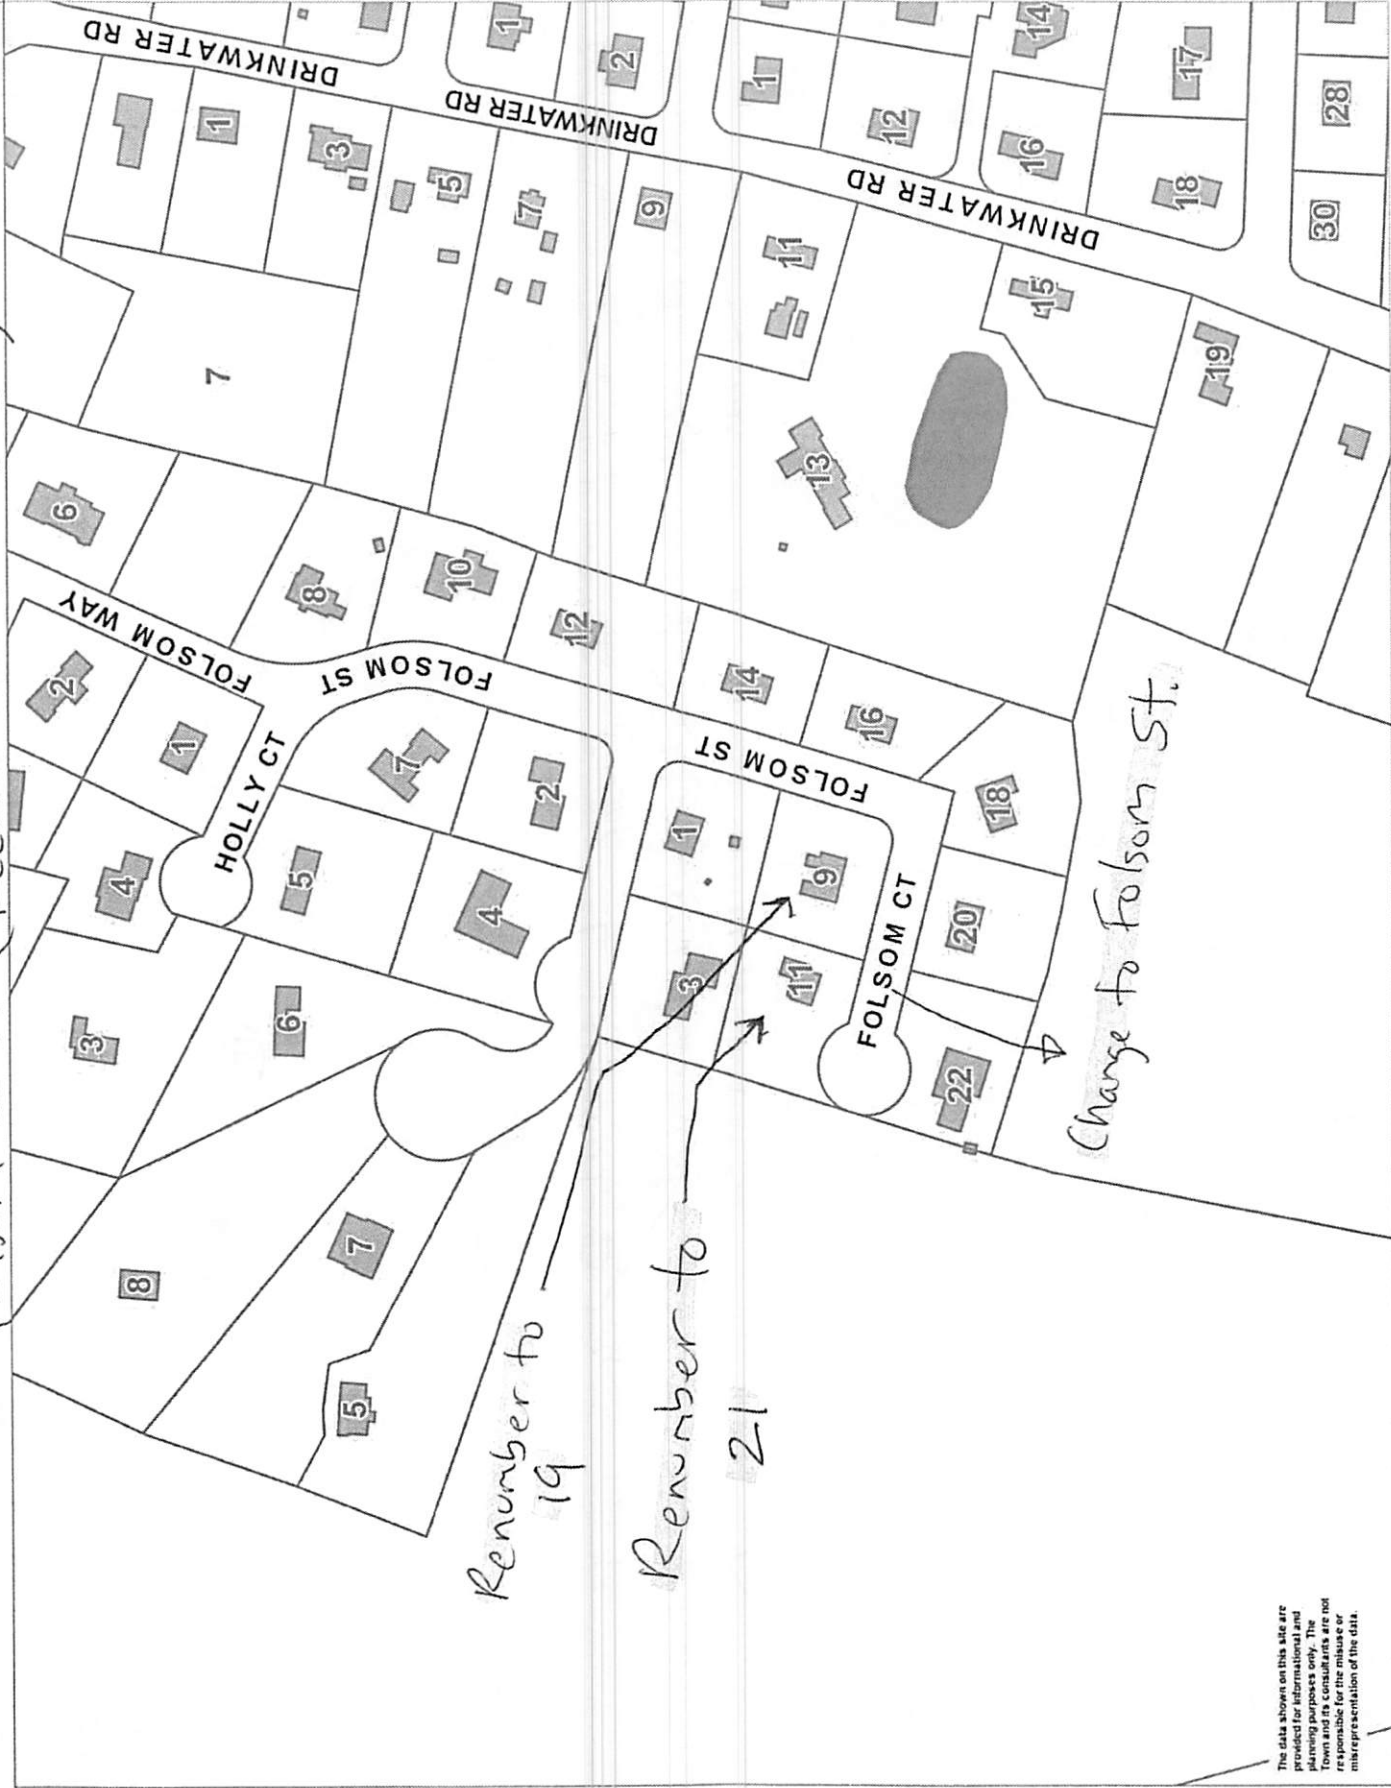 DRINKWATER RD
1
2
1
14
17
28
12
16
18
30
DRINKWATER RD
DRINKWATER RD
1
3
5
7
9
11
15
19
7
13
6
8
10
12
14
16
18
FOLSOM WAY
FOLSOM ST
FOLSOM ST
2
1
HOLLY CT
7
2
4
5
4
1
9
3
11
FOLSOM CT
20
22
3
6
8
7
5
Renumber to
19
Renumber to
21
Change to Folsom St.
The data shown on this site are
provided for informational and
planning purposes only. The
Town and its consultants are not
responsible for the misuse or
misrepresentation of the data.